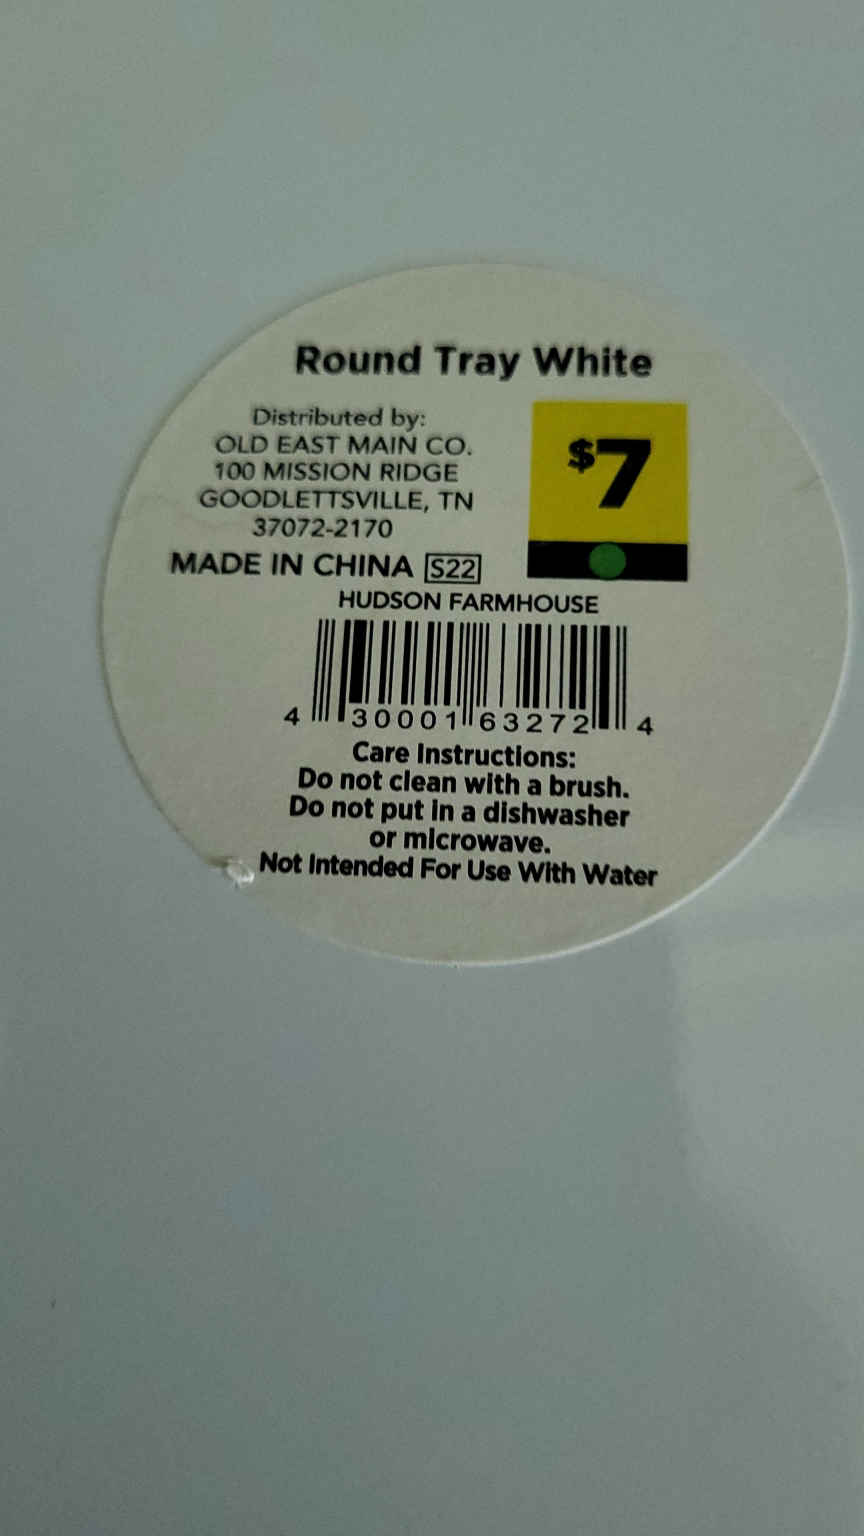 Round Tray White
Distributed by:
OLD EAST MAIN CO.
100 MISSION RIDGE
GOODLETTSVILLE, TN
37072-2170
MADE IN CHINA S22
$7
HUDSON FARMHOUSE
4 30001 63272 4
Care Instructions:
Do not clean with a brush.
Do not put in a dishwasher
or microwave.
Not Intended For Use With Water